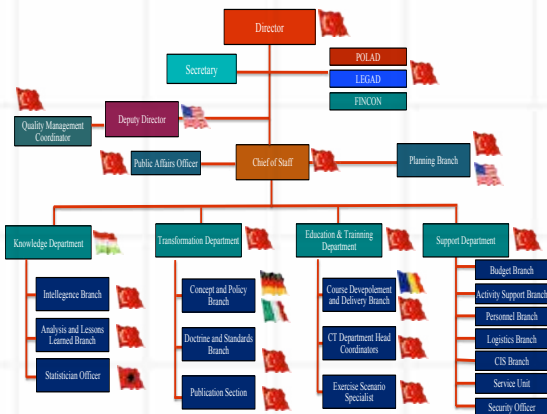 Director
POLAD
Secretary
LEGAD
FINCON
Deputy Director
Quality Management
Coordinator
Public Affairs Officer
Chief of Staff
Planning Branch
Knowledge Department
Transformation Department
Education & Trainning
Department
Support Department
Intellegence Branch
Analysis and Lessons
Learned Branch
Statistician Officer
Concept and Policy
Branch
Doctrine and Standards
Branch
Publication Section
Course Devepolement
and Delivery Branch
CT Department Head
Coordinators
Exercise Scenario
Specialist
Budget Branch
Activity Support Branch
Personnel Branch
Logistics Branch
CIS Branch
Service Unit
Security Officer